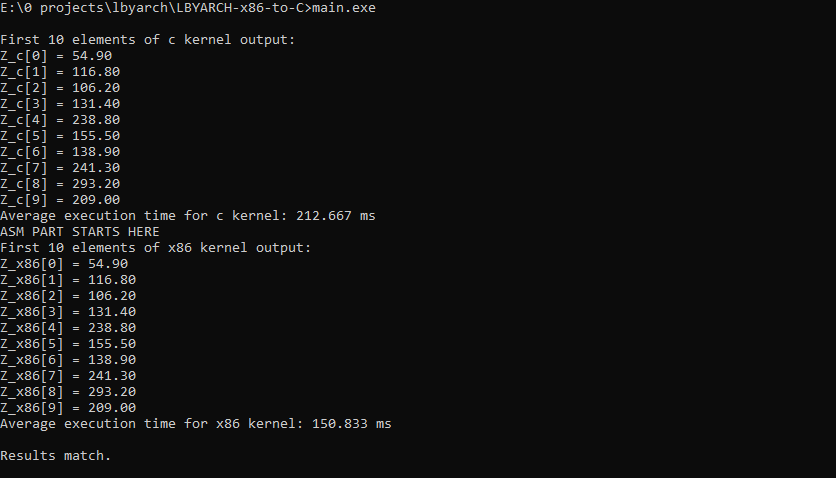 E:\0 projects\lbyarch\LBYARCH-x86-to-C>main.exe
First 10 elements of c kernel output:
Z_c[0] = 54.90
Z_c[1] = 116.80
Z_c[2] = 106.20
Z_c[3] = 131.40
Z_c[4] = 238.80
Z_c[5] = 155.50
Z_c[6] = 138.90
Z_c[7] = 241.30
Z_c[8] = 293.20
Z_c[9] = 209.00
Average execution time for c kernel: 212.667 ms
ASM PART STARTS HERE
First 10 elements of x86 kernel output:
Z_x86[0] = 54.90
Z_x86[1] = 116.80
Z_x86[2] = 106.20
Z_x86[3] = 131.40
Z_x86[4] = 238.80
Z_x86[5] = 155.50
Z_x86[6] = 138.90
Z_x86[7] = 241.30
Z_x86[8] = 293.20
Z_x86[9] = 209.00
Average execution time for x86 kernel: 150.833 ms
Results match.